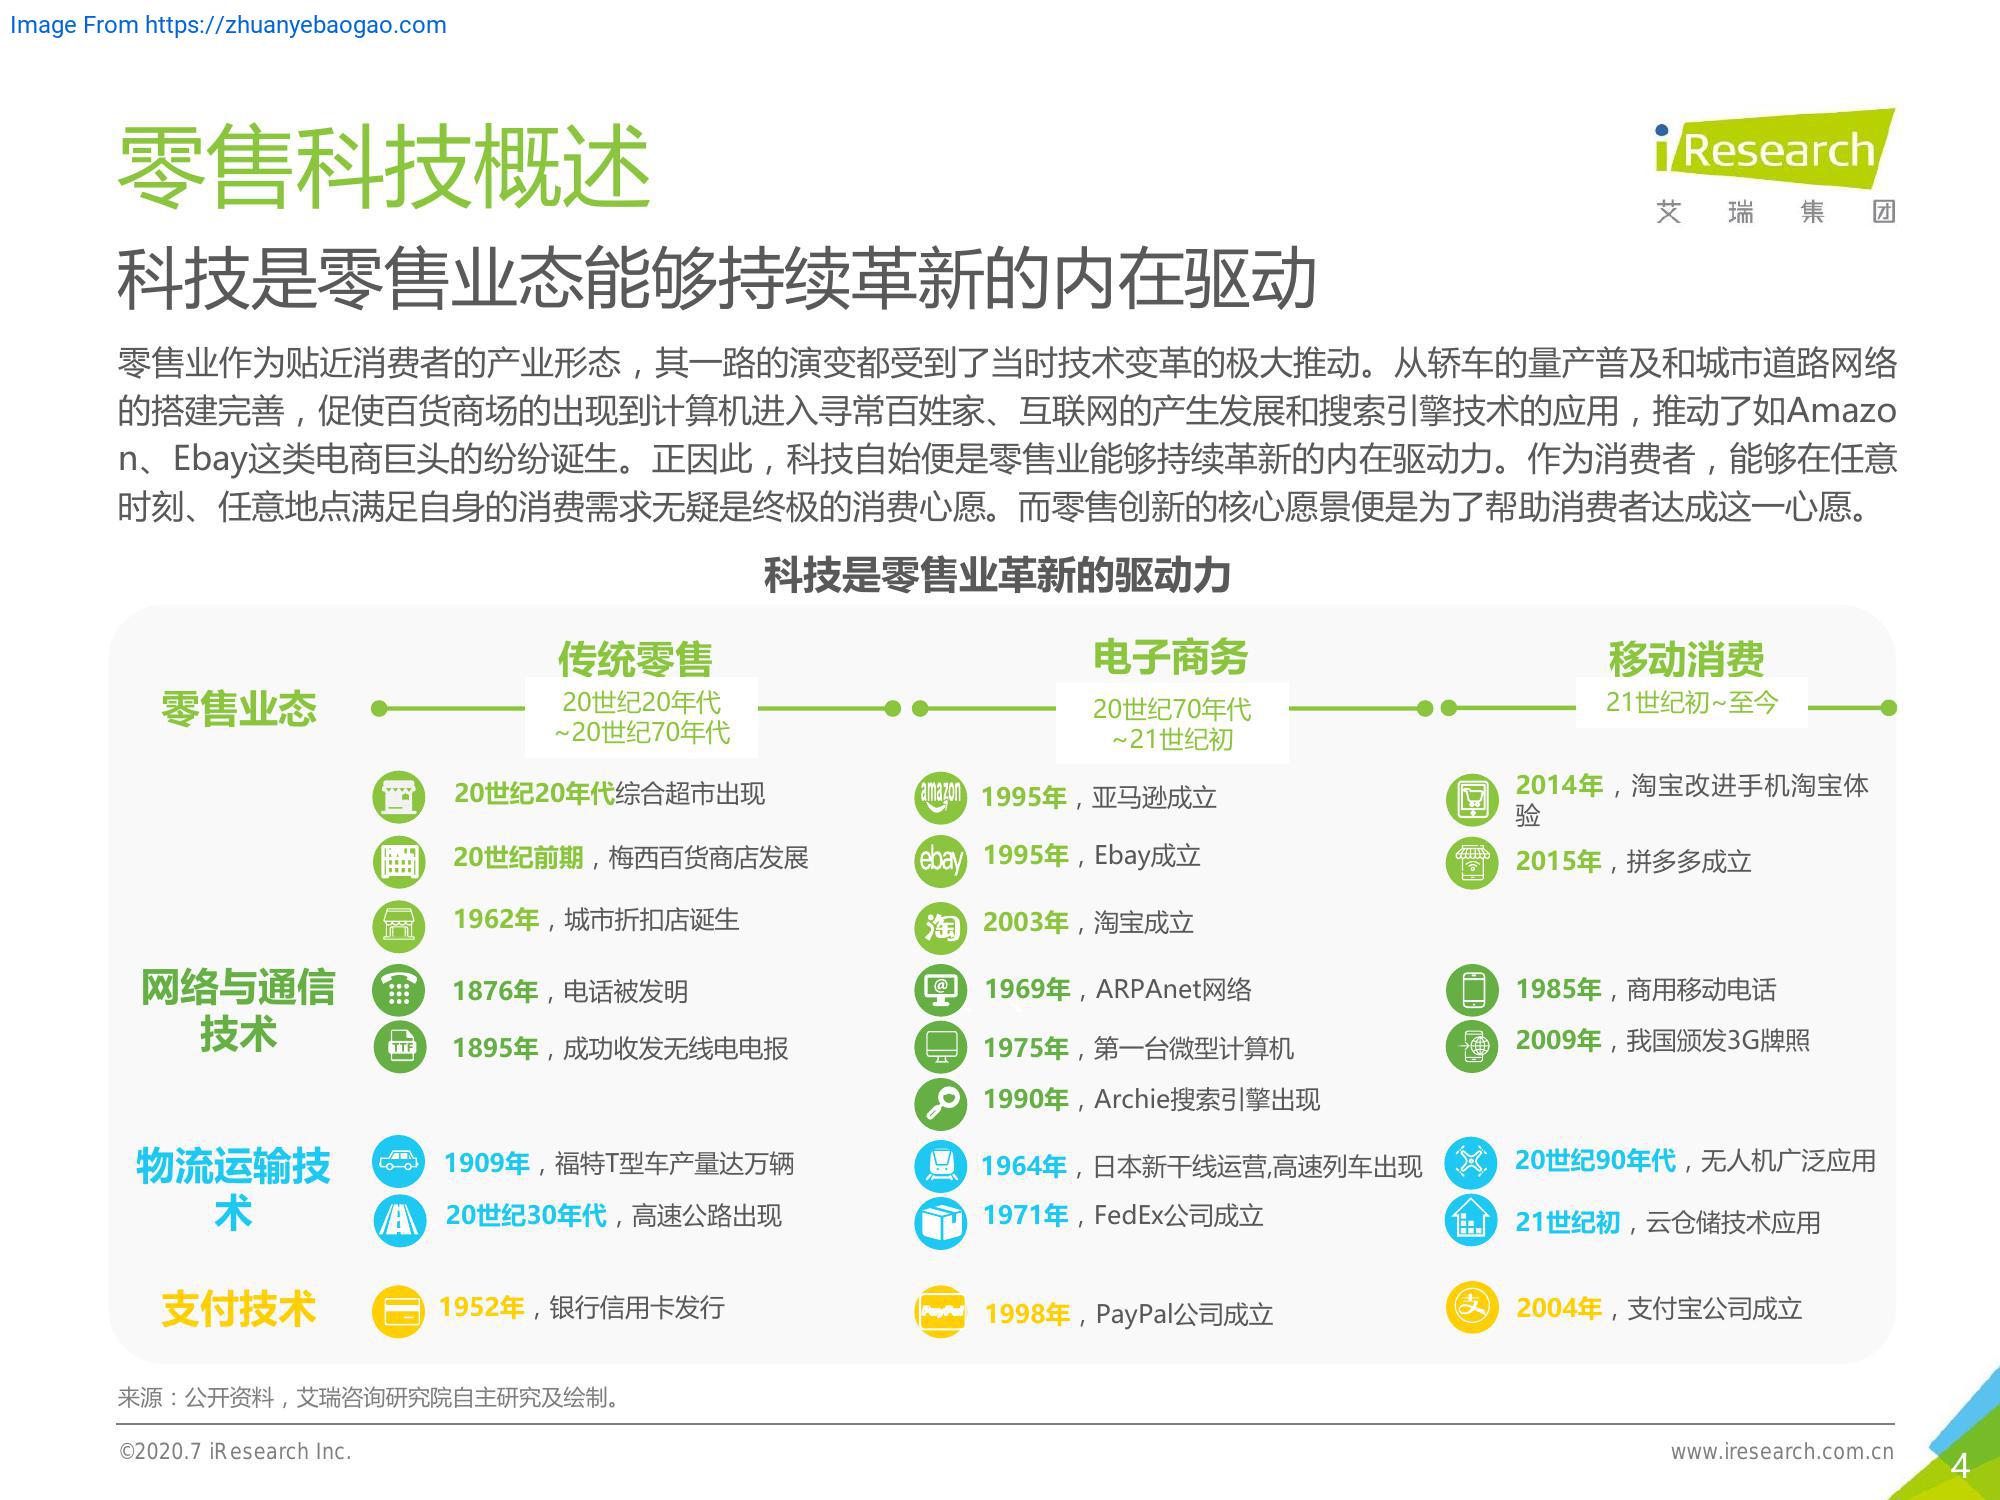 Image From https://zhuanyebaogao.com
零售科技概述
iResearch
艾瑞集团
科技是零售业态能够持续革新的内在驱动
零售业作为贴近消费者的产业形态，其一路的演变都受到了当时技术变革的极大推动。从轿车的量产普及和城市道路网络
的搭建完善，促使百货商场的出现到计算机进入寻常百姓家、互联网的产生发展和搜索引擎技术的应用，推动了如Amazo
n、Ebay这类电商巨头的纷纷诞生。正因此，科技自始便是零售业能够持续革新的内在驱动力。作为消费者，能够在任意
时刻、任意地点满足自身的消费需求无疑是终极的消费心愿。而零售创新的核心愿景便是为了帮助消费者达成这一心愿。
科技是零售业革新的驱动力
零售业态
传统零售
20世纪20年代
~20世纪70年代
电子商务
20世纪70年代
~21世纪初
移动消费
21世纪初~至今
20世纪20年代综合超市出现
20世纪前期，梅西百货商店发展
1962年，城市折扣店诞生
amazon
1995年，亚马逊成立
ebay
1995年，Ebay成立
淘
2003年，淘宝成立
2014年，淘宝改进手机淘宝体
验
2015年，拼多多成立
网络与通信
技术
1876年，电话被发明
TTF
1895年，成功收发无线电电报
@
1969年，ARPAnet网络
1975年，第一台微型计算机
1990年，Archie搜索引擎出现
1985年，商用移动电话
2009年，我国颁发3G牌照
物流运输技
术
1909年，福特T型车产量达万辆
20世纪30年代，高速公路出现
1964年，日本新干线运营,高速列车出现
1971年，FedEx公司成立
20世纪90年代，无人机广泛应用
21世纪初，云仓储技术应用
支付技术
1952年，银行信用卡发行
PayPal
1998年，PayPal公司成立
支
2004年，支付宝公司成立
来源：公开资料，艾瑞咨询研究院自主研究及绘制。
©2020.7 iResearch Inc.
www.iresearch.com.cn
4